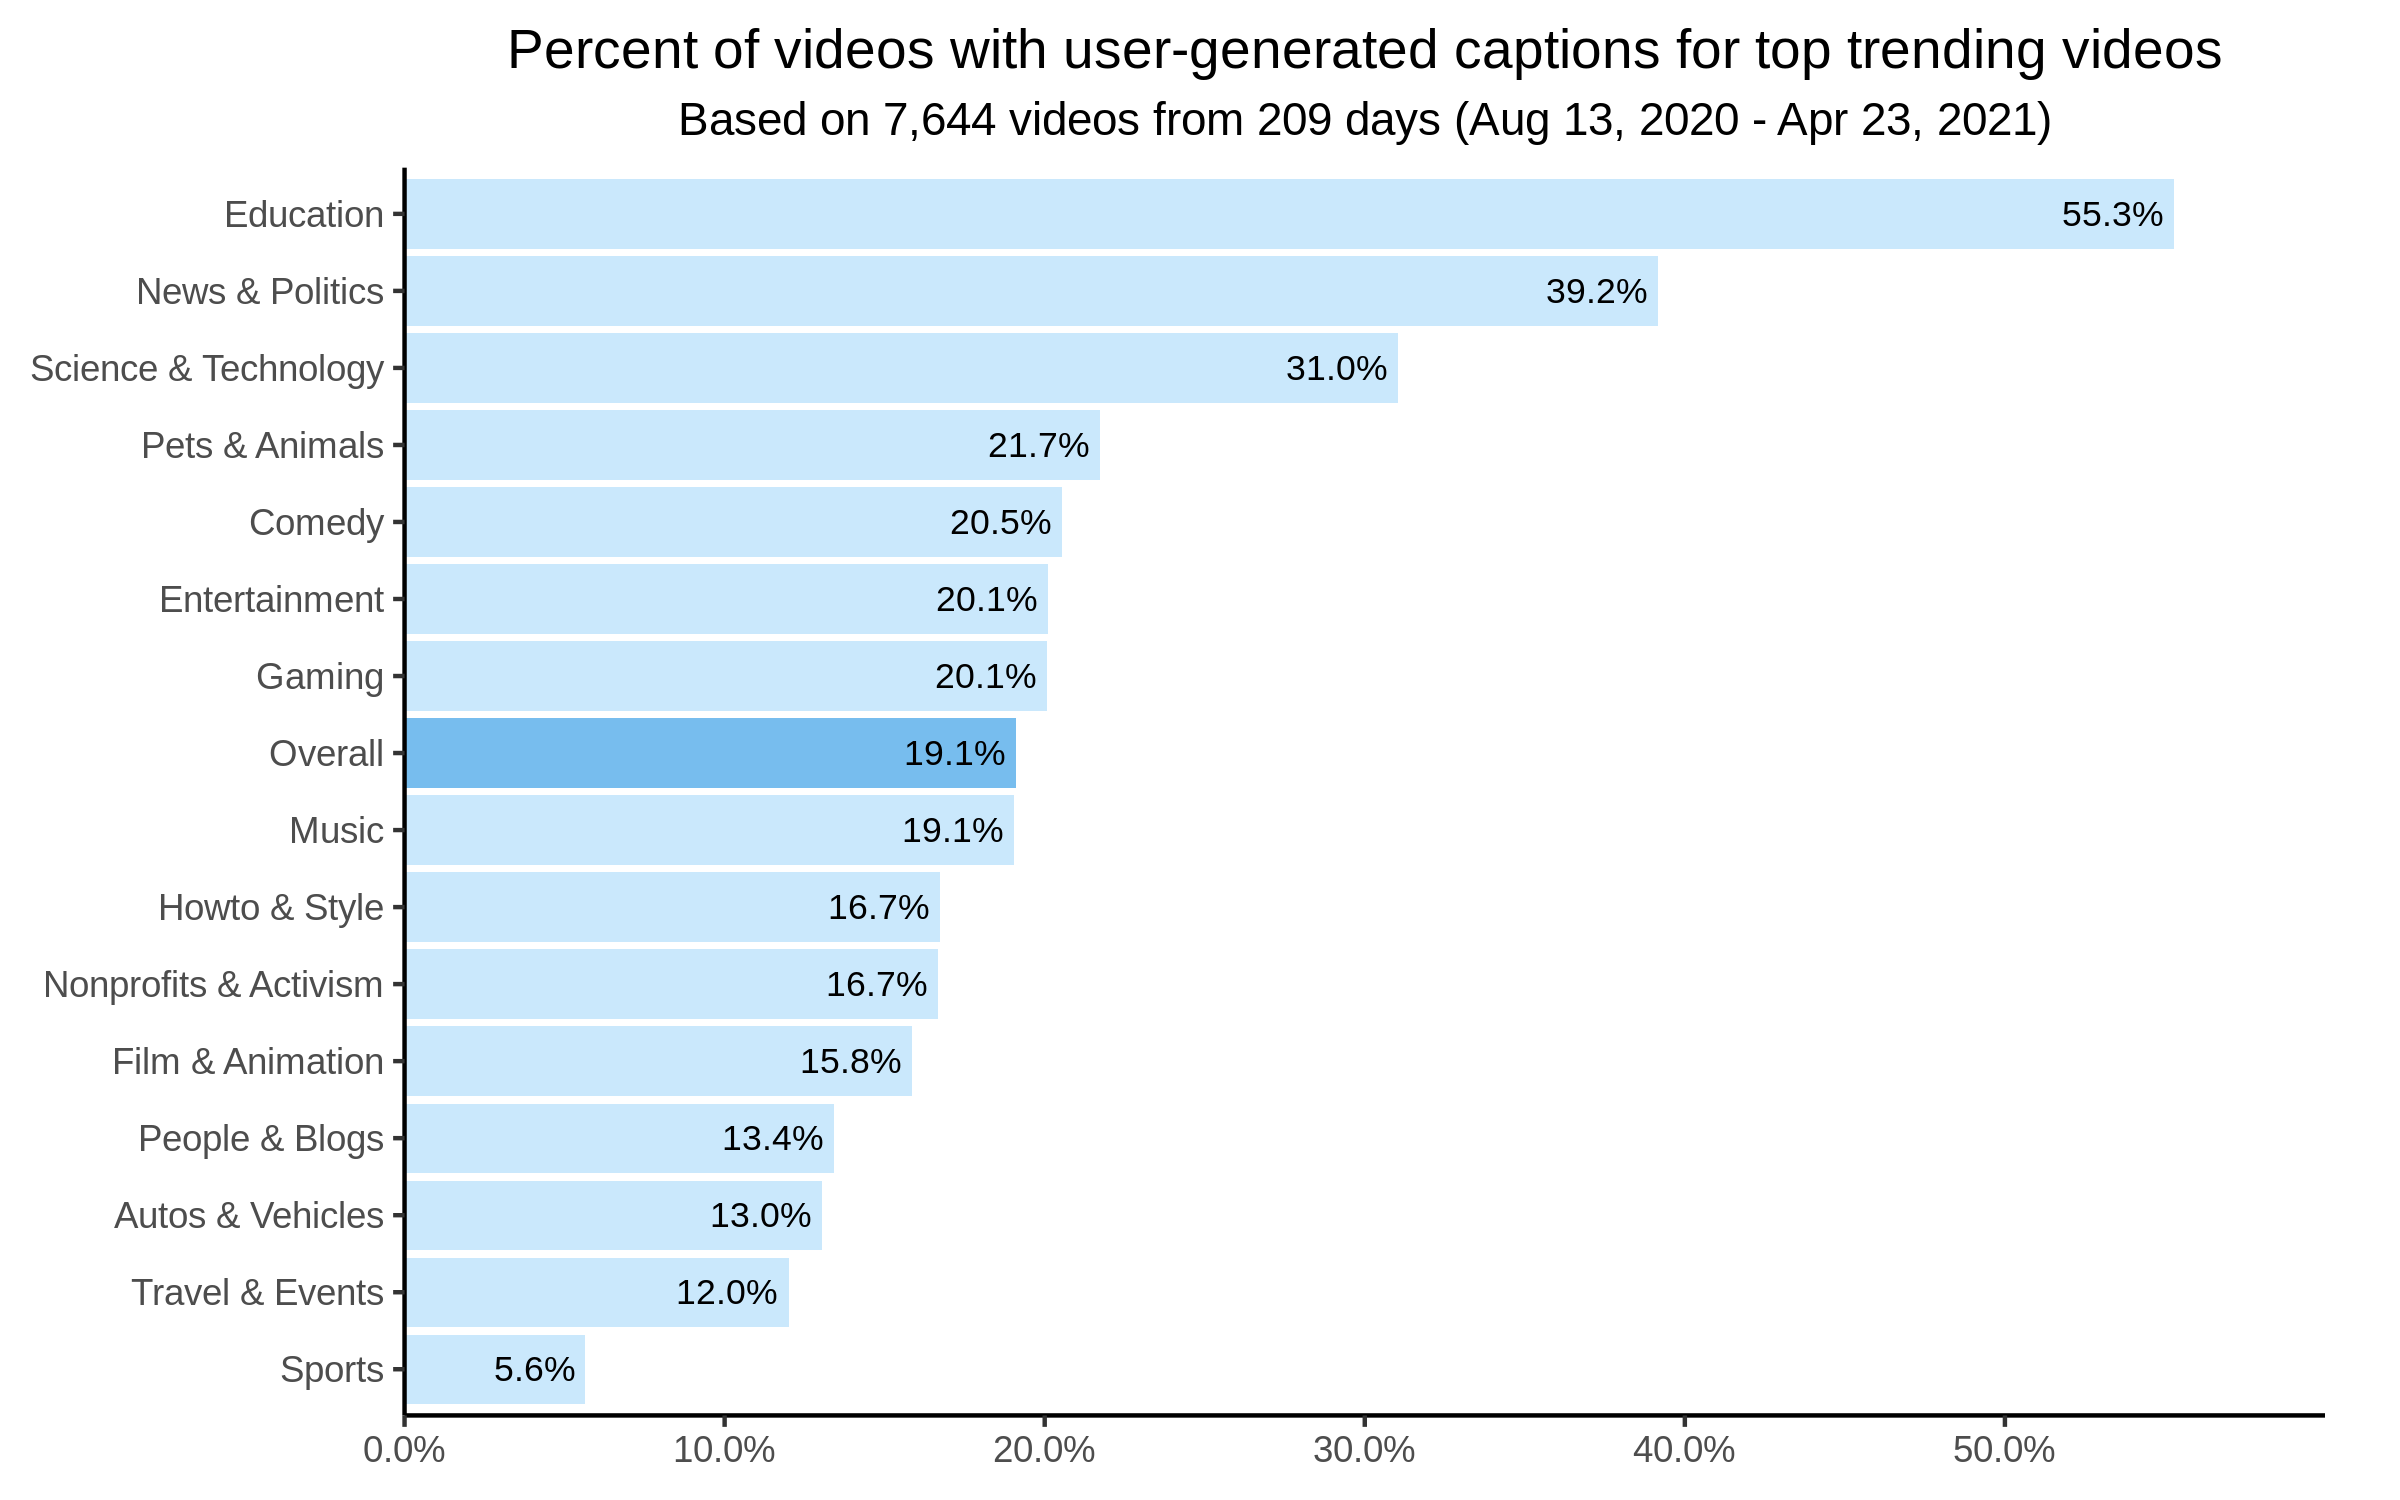 Percent of videos with user-generated captions for top trending videos
Based on 7,644 videos from 209 days (Aug 13, 2020 - Apr 23, 2021)
Education 55.3%
News & Politics 39.2%
Science & Technology 31.0%
Pets & Animals 21.7%
Comedy 20.5%
Entertainment 20.1%
Gaming 20.1%
Overall 19.1%
Music 19.1%
Howto & Style 16.7%
Nonprofits & Activism 16.7%
Film & Animation 15.8%
People & Blogs 13.4%
Autos & Vehicles 13.0%
Travel & Events 12.0%
Sports 5.6%
0.0% 10.0% 20.0% 30.0% 40.0% 50.0%